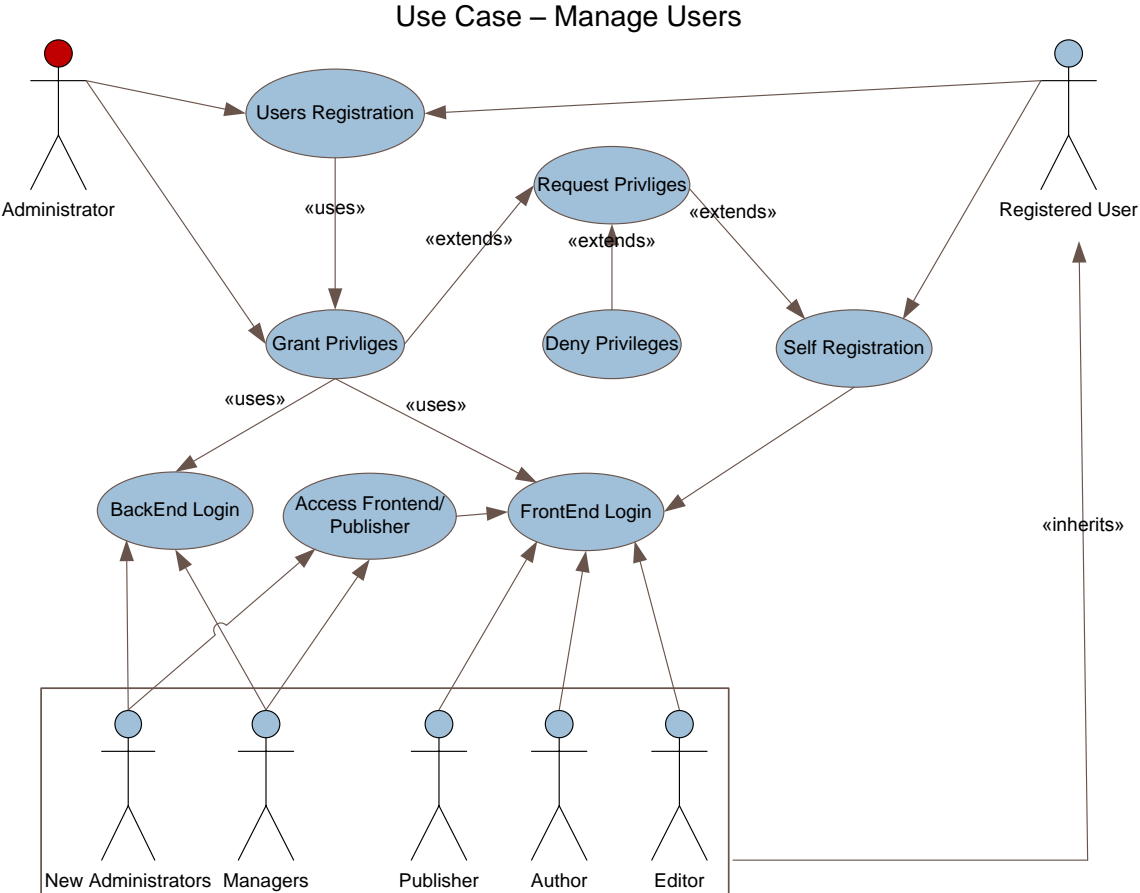 Use Case – Manage Users
Users Registration
Request Privliges
«uses»
«extends»
«extends»
«extends»
Administrator
Registered User
Grant Privliges
Deny Privileges
Self Registration
«uses»
«uses»
BackEnd Login
Access Frontend/
Publisher
FrontEnd Login
«inherits»
New Administrators
Managers
Publisher
Author
Editor